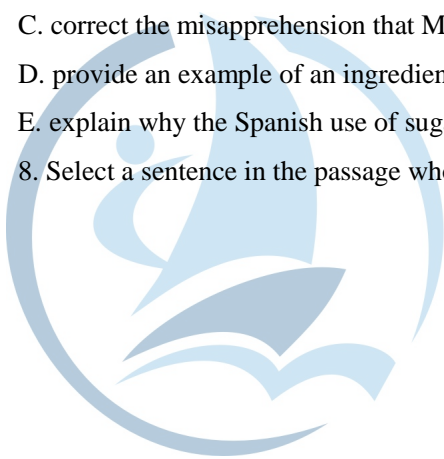 C. correct the misapprehension that M
D. provide an example of an ingredien
E. explain why the Spanish use of sug
8. Select a sentence in the passage who